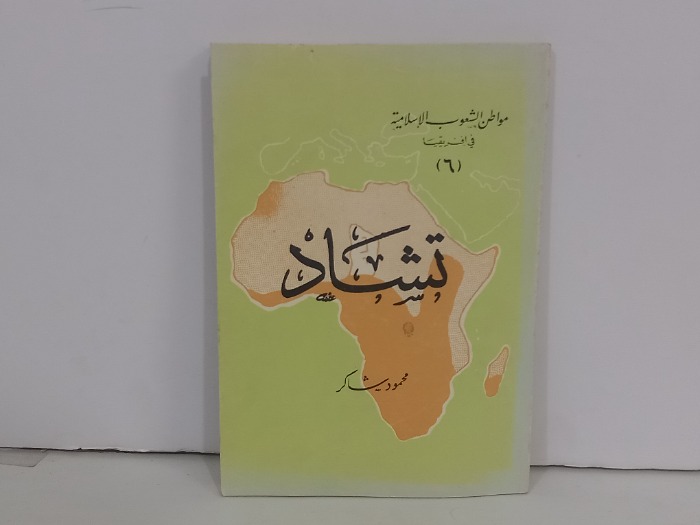 مواطن الشعوب الإسلامية
في افريقيا
(٦)
تشاد
محمود شاكر